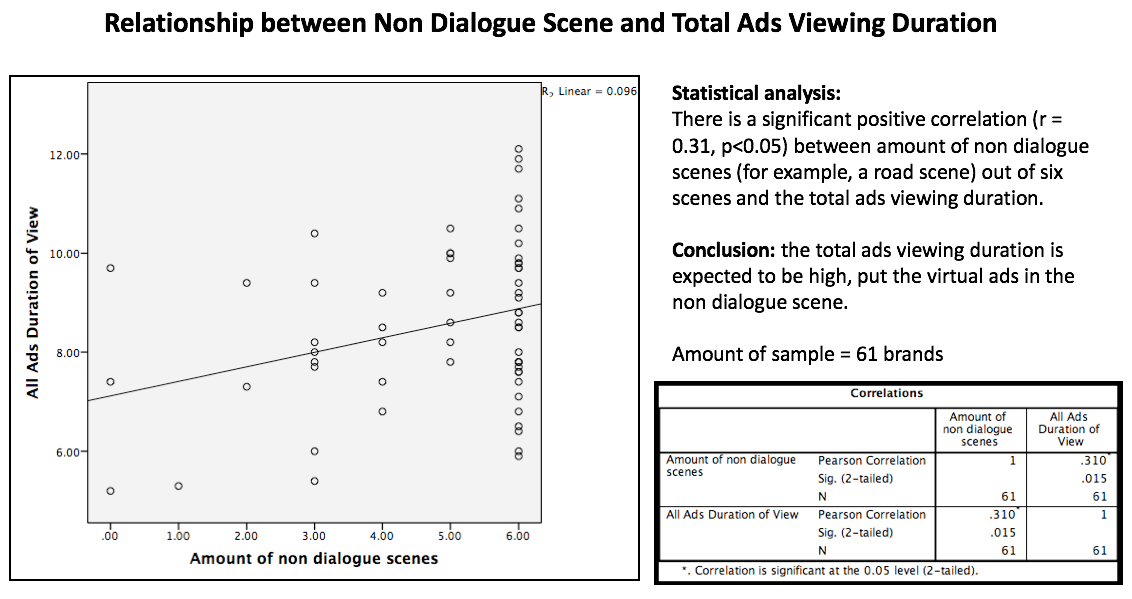 Relationship between Non Dialogue Scene and Total Ads Viewing Duration
R₂ Linear = 0.096
12.00
10.00
8.00
6.00
All Ads Duration of View
.00 1.00 2.00 3.00 4.00 5.00 6.00
Amount of non dialogue scenes
Statistical analysis:
There is a significant positive correlation (r =
0.31, p<0.05) between amount of non dialogue
scenes (for example, a road scene) out of six
scenes and the total ads viewing duration.
Conclusion: the total ads viewing duration is
expected to be high, put the virtual ads in the
non dialogue scene.
Amount of sample = 61 brands
Correlations
Amount of All Ads
non dialogue Duration of
scenes View
Amount of non dialogue Pearson Correlation 1 .310*
scenes
Sig. (2-tailed) .015
N 61 61
All Ads Duration of View Pearson Correlation .310* 1
Sig. (2-tailed) .015
N 61 61
*. Correlation is significant at the 0.05 level (2-tailed).